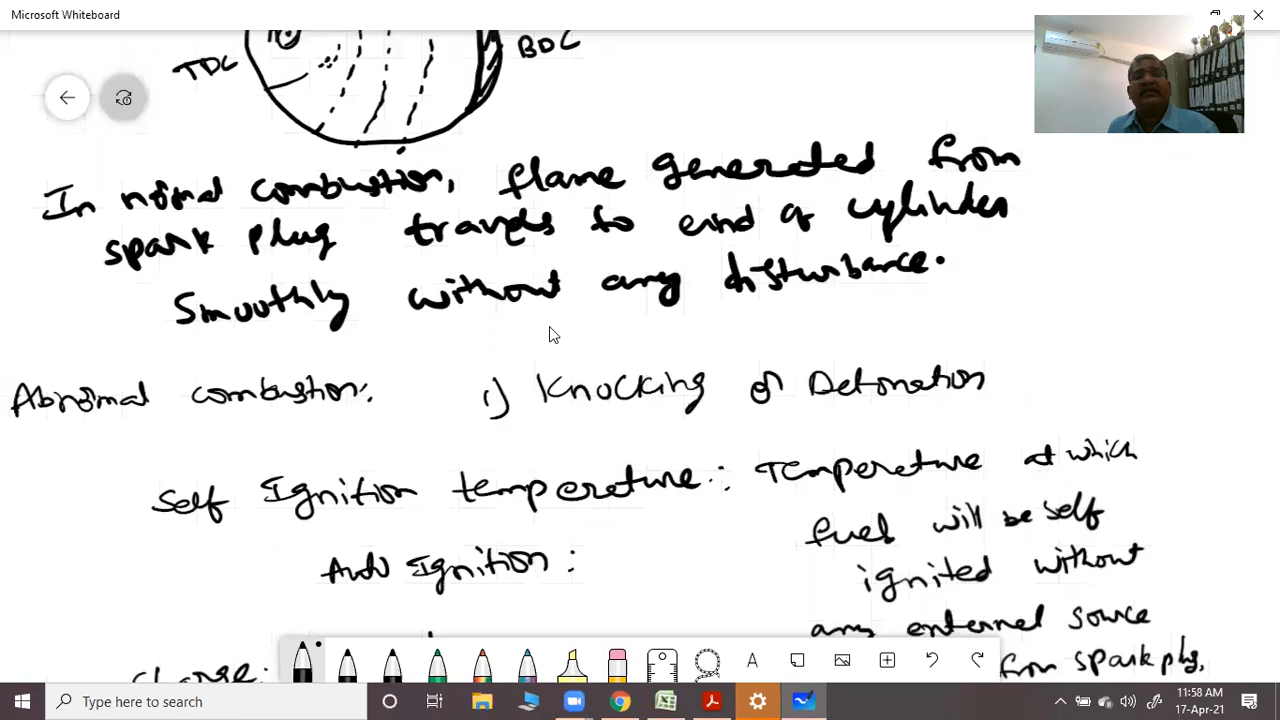 Microsoft Whiteboard
TDC
BDC
In normal combustion, flame generated from
spark plug travels to end of cylinder
Smoothly without any disturbance.
Abnormal combustion: 1) Knocking or Detonation
Self Ignition temperature: Temperature at which
fuel will be self
Auto Ignition:
ignited without
any external source
Charge:
from spark plug.
A
Type here to search
11:58 AM
17-Apr-21